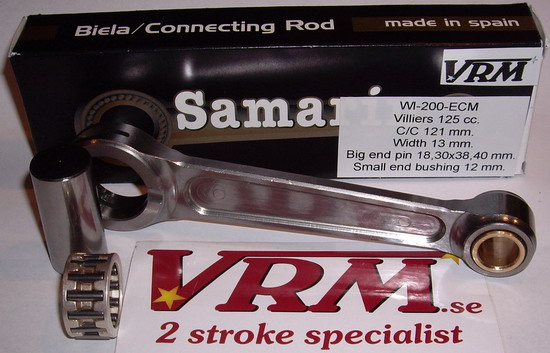 Biela/Connecting Rod
made in spain
Samarin
VRM
WI-200-ECM
Villiers 125 cc.
C/C 121 mm.
Width 13 mm.
Big end pin 18,30x38,40 mm.
Small end bushing 12 mm.
VRM.se
2 stroke specialist